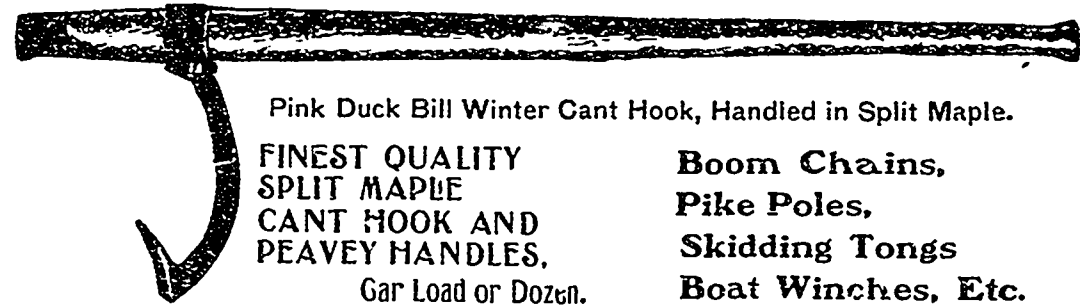 Pink Duck Bill Winter Cant Hook, Handled in Split Maple.
FINEST QUALITY
SPLIT MAPLE
CANT HOOK AND
PEAVEY HANDLES,
Car Load or Dozen.
Boom Chains,
Pike Poles,
Skidding Tongs
Boat Winches, Etc.